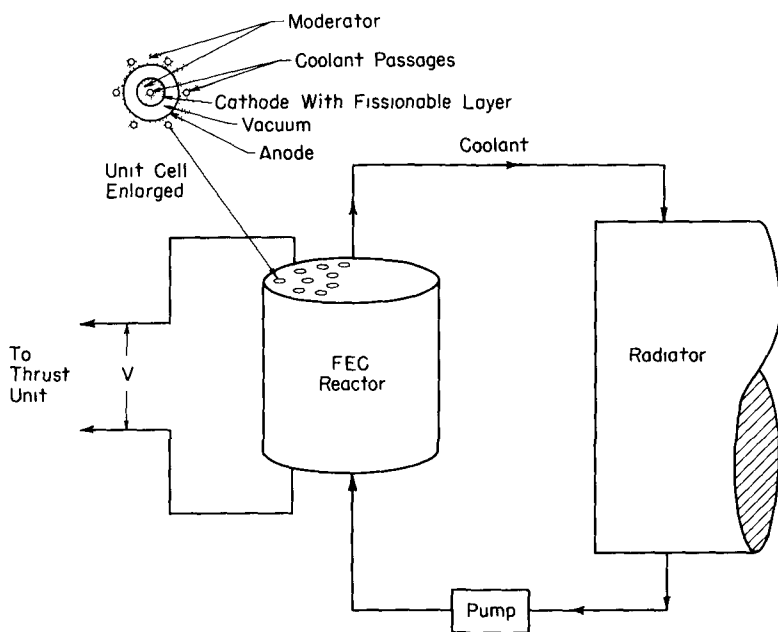 Moderator
Coolant Passages
Cathode With Fissionable Layer
Vacuum
Anode
Unit Cell
Enlarged
Coolant
To
Thrust
Unit
V
FEC
Reactor
Radiator
Pump